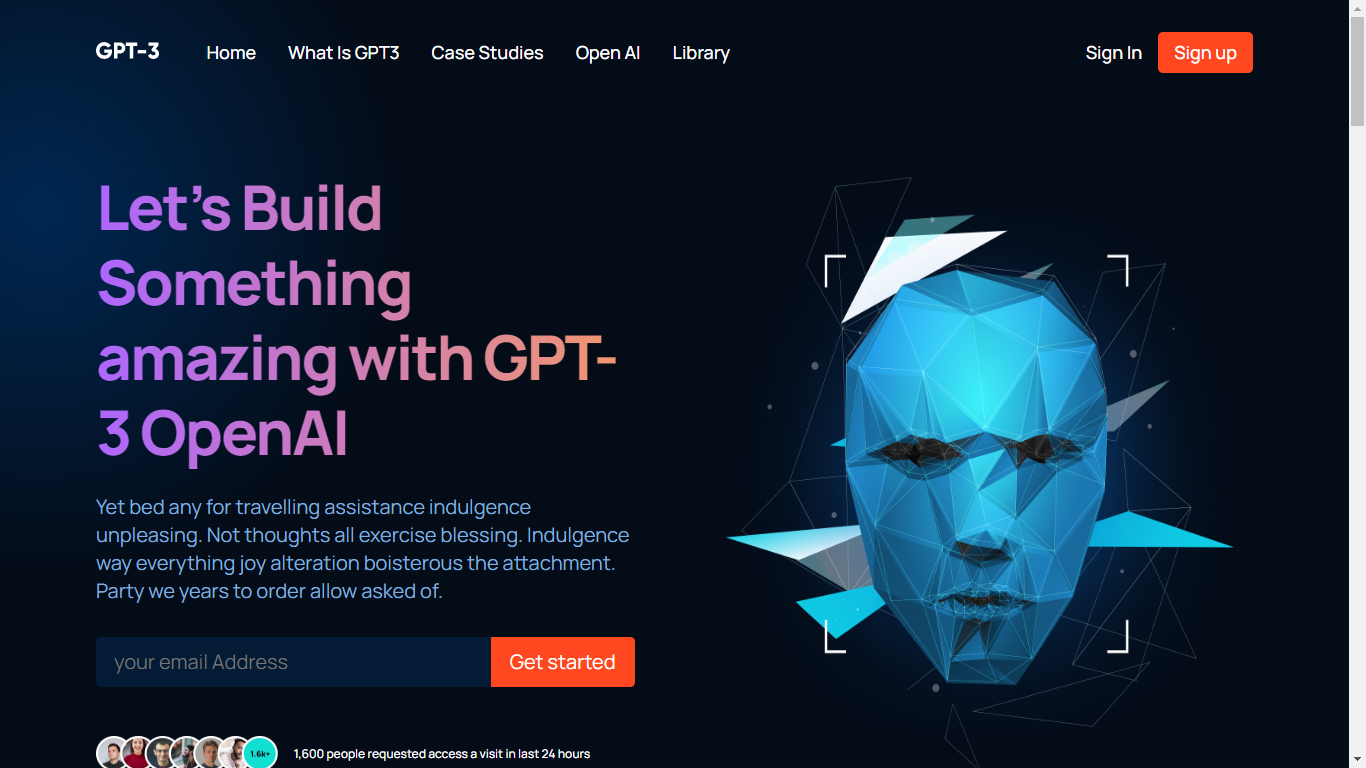 GPT-3
Home
What Is GPT3
Case Studies
Open AI
Library
Sign In
Sign up
Let's Build
Something
amazing with GPT-
3 OpenAI
Yet bed any for travelling assistance indulgence
unpleasing. Not thoughts all exercise blessing. Indulgence
way everything joy alteration boisterous the attachment.
Party we years to order allow asked of.
your email Address
Get started
1.6k+
1,600 people requested access a visit in last 24 hours